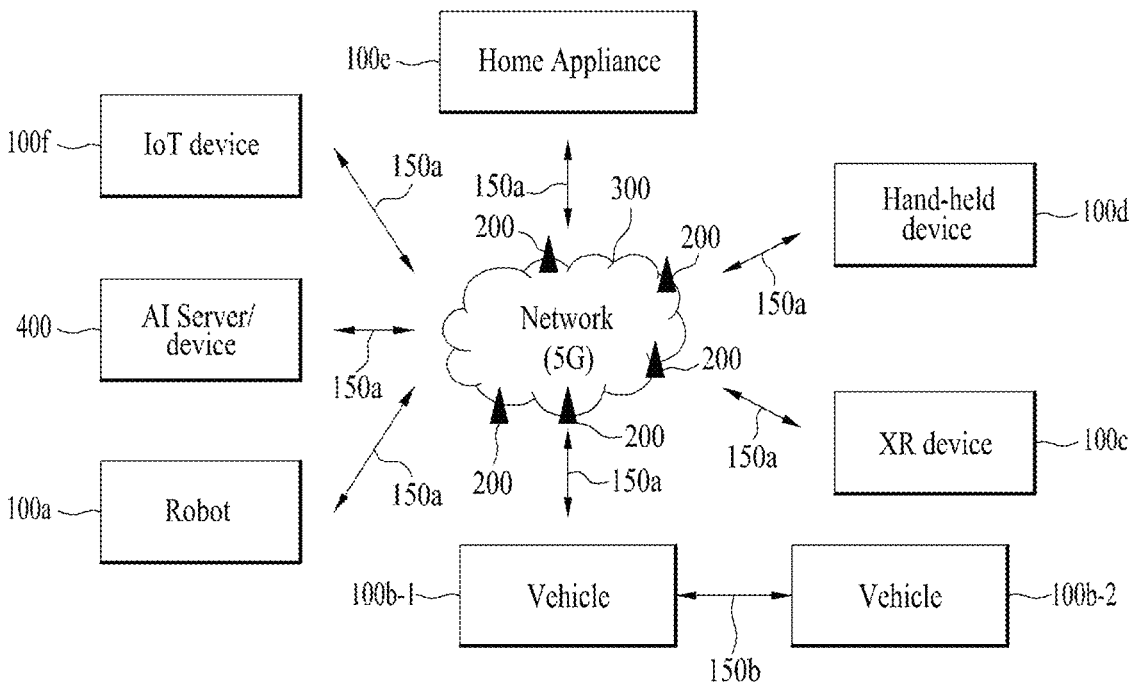 100e
Home Appliance
100f
IoT device
150a
150a
300
200
200
Hand-held
device
100d
150a
400
AI Server/
device
150a
Network
(5G)
200
200
200
150a
XR device
100c
100a
Robot
150a
150a
100b-1
Vehicle
Vehicle
100b-2
150b